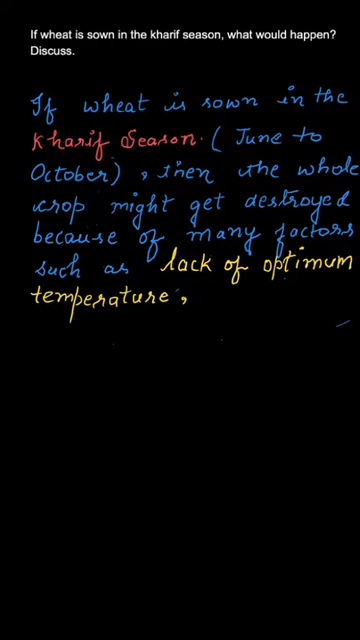 If wheat is sown in the kharif season, what would happen?
Discuss.
If wheat is sown in the
Kharif Season. (June to
October), then the whole
crop might get destroyed
because of many factors
such as lack of optimum
temperature,